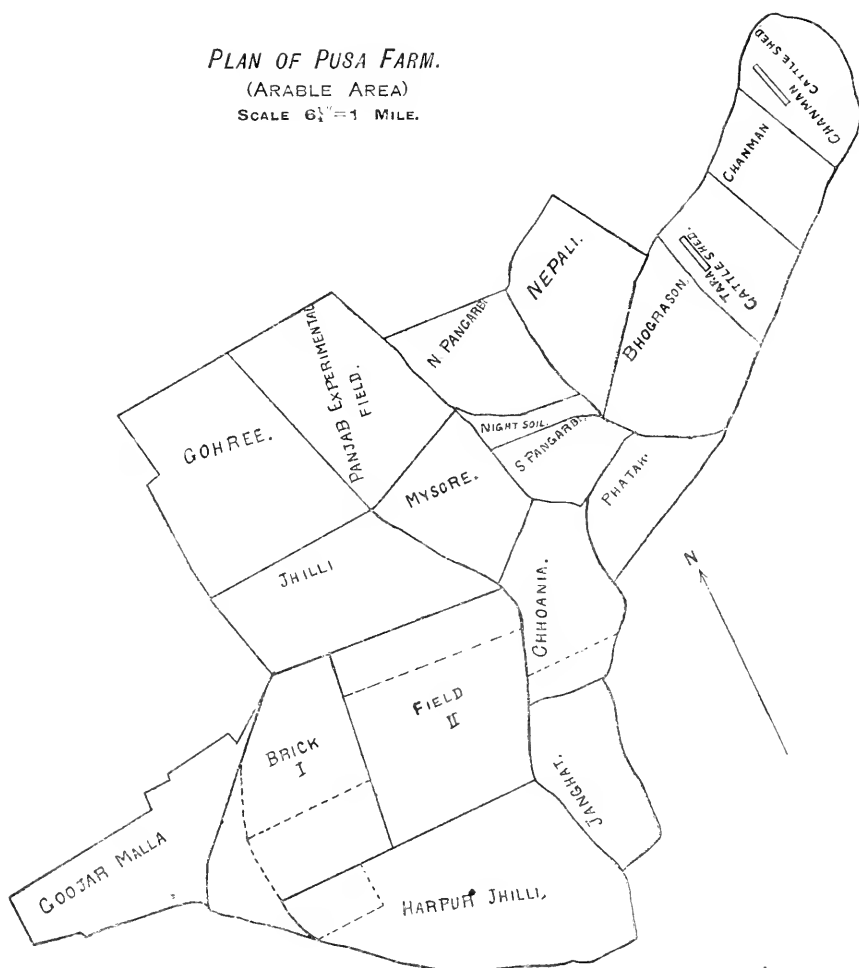 PLAN OF PUSA FARM.
(ARABLE AREA)
SCALE 6¼"=1 MILE.
CHANMAN
CATTLE SHED.
CHANMAN
TARA
CATTLE SHED.
NEPALI.
BHOGRASON.
N PANGARBI
PANJAB EXPERIMENTAL
FIELD.
GOHREE.
NIGHT SOIL.
S PANGARBI
MYSORE.
PHATAK.
JHILLI
CHHOANIA.
N
FIELD
II
BRICK
I
JANGHAT.
GOOJAR MALLA
HARPUR JHILLI,